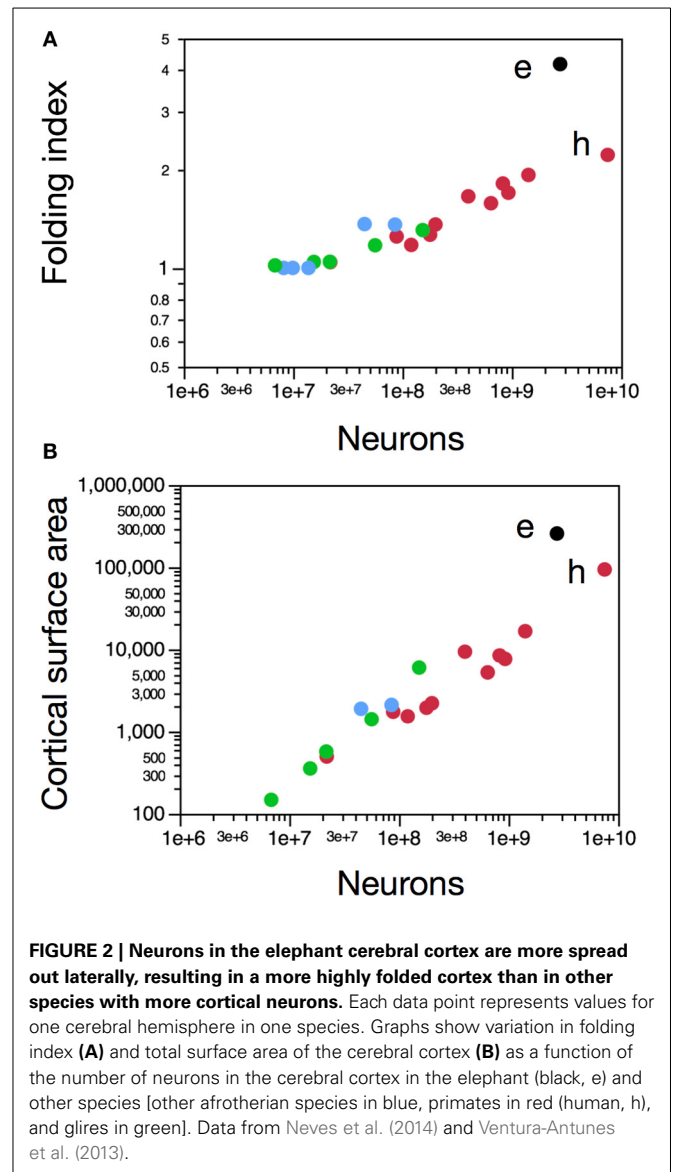 A
5
4
3
2
1
0.8
0.7
0.6
0.5
Folding index
e
h
1e+6 3e+6 1e+7 3e+7 1e+8 3e+8 1e+9 1e+10
Neurons
B
1,000,000
500,000
300,000
100,000
50,000
30,000
10,000
5,000
3,000
1,000
500
300
100
Cortical surface area
e
h
1e+6 3e+6 1e+7 3e+7 1e+8 3e+8 1e+9 1e+10
Neurons
FIGURE 2 | Neurons in the elephant cerebral cortex are more spread
out laterally, resulting in a more highly folded cortex than in other
species with more cortical neurons. Each data point represents values for
one cerebral hemisphere in one species. Graphs show variation in folding
index (A) and total surface area of the cerebral cortex (B) as a function of
the number of neurons in the cerebral cortex in the elephant (black, e) and
other species [other afrotherian species in blue, primates in red (human, h),
and glires in green]. Data from Neves et al. (2014) and Ventura-Antunes
et al. (2013).